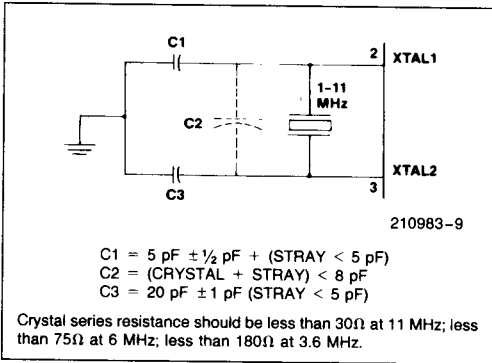 C1
2 XTAL1
1-11
MHz
C2
XTAL2
3
C3
210983-9
C1 = 5 pF ±½ pF + (STRAY < 5 pF)
C2 = (CRYSTAL + STRAY) < 8 pF
C3 = 20 pF ±1 pF (STRAY < 5 pF)
Crystal series resistance should be less than 30Ω at 11 MHz; less
than 75Ω at 6 MHz; less than 180Ω at 3.6 MHz.